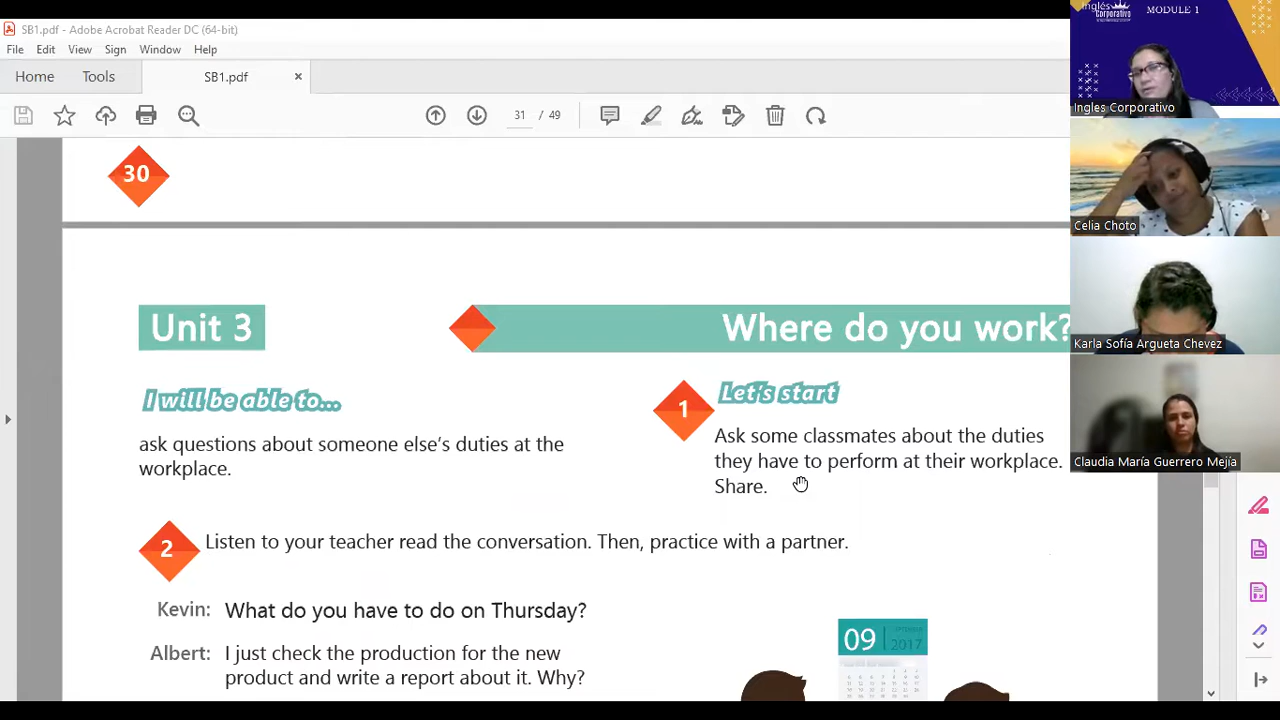 SB1.pdf - Adobe Acrobat Reader DC (64-bit)
File Edit View Window Help
Home Tools SB1.pdf ×
31 / 49
30
Unit 3
Where do you work?
I will be able to...
ask questions about someone else's duties at the
workplace.
1
Let's start
Ask some classmates about the duties
they have to perform at their workplace.
Share.
2
Listen to your teacher read the conversation. Then, practice with a partner.
Kevin: What do you have to do on Thursday?
Albert: I just check the production for the new
product and write a report about it. Why?
09
2017
Inglés
Corporativo
MODULE 1
Ingles Corporativo
Celia Choto
Karla Sofía Argueta Chevez
Claudia María Guerrero Mejía